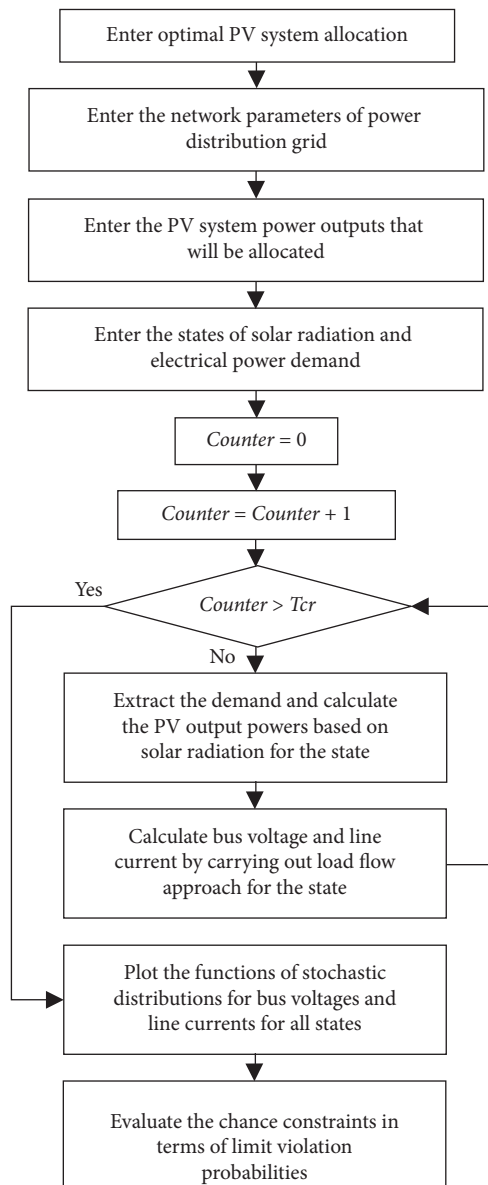 Enter optimal PV system allocation
Enter the network parameters of power
distribution grid
Enter the PV system power outputs that
will be allocated
Enter the states of solar radiation and
electrical power demand
Counter = 0
Counter = Counter + 1
Yes
Counter > Tcr
No
Extract the demand and calculate
the PV output powers based on
solar radiation for the state
Calculate bus voltage and line
current by carrying out load flow
approach for the state
Plot the functions of stochastic
distributions for bus voltages and
line currents for all states
Evaluate the chance constraints in
terms of limit violation
probabilities